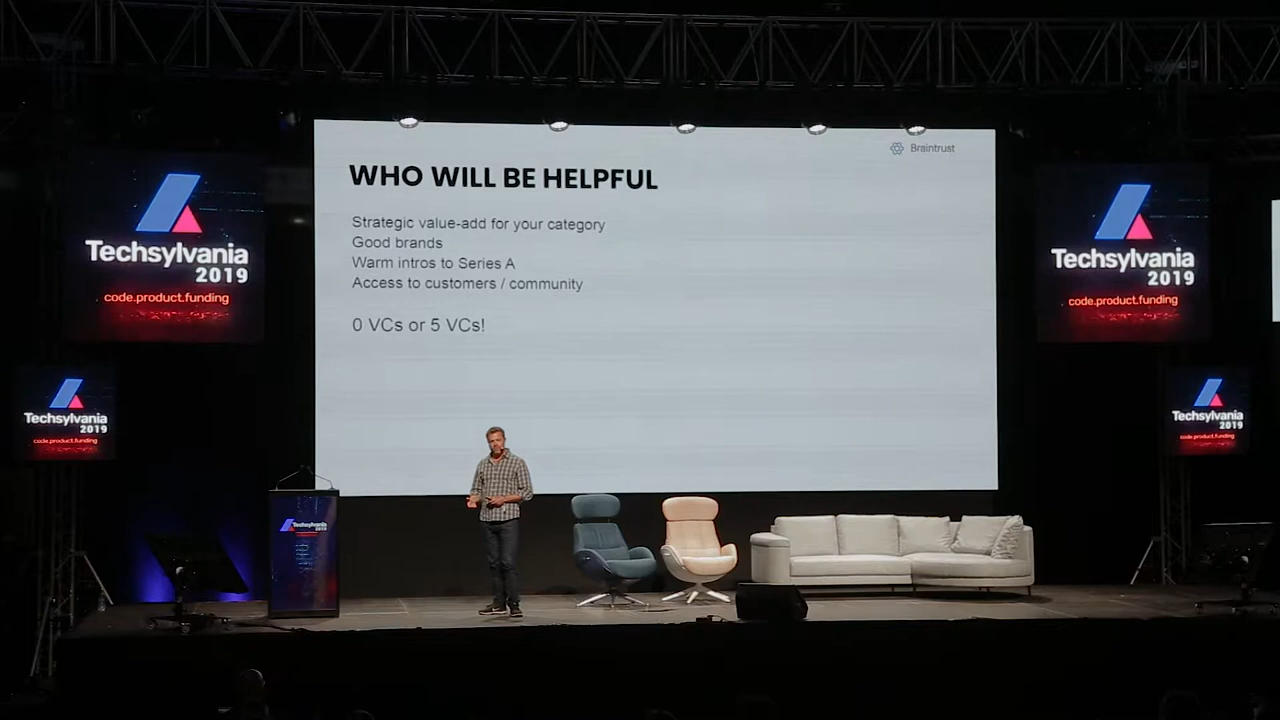 Braintrust
WHO WILL BE HELPFUL
Strategic value-add for your category
Good brands
Warm intros to Series A
Access to customers / community
0 VCs or 5 VCs!
Techsylvania
2019
code.product.funding
Techsylvania
2019
code.product.funding
Techsylvania
2019
code.product.funding
Techsylvania
2019
code.product.funding
Techsylvania
2019